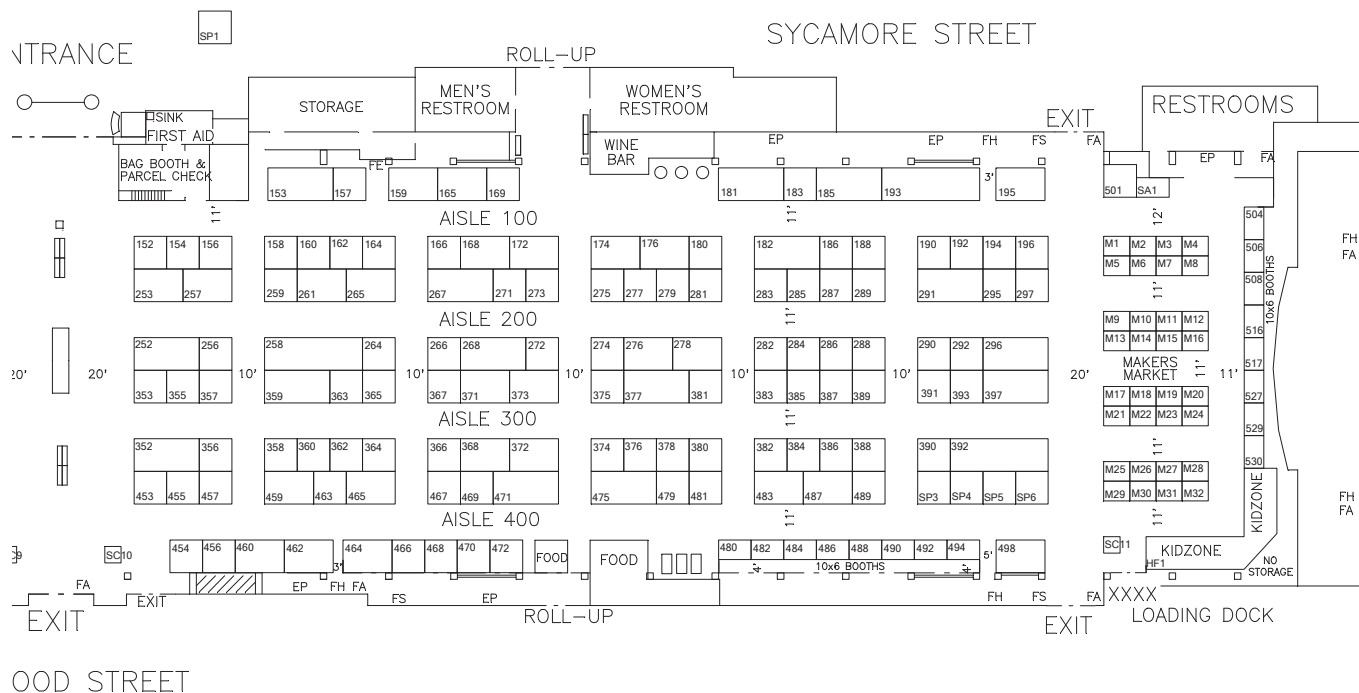 SP1
SYCAMORE STREET
NTRANCE
ROLL-UP
MEN'S
RESTROOM
WOMEN'S
RESTROOM
STORAGE
RESTROOMS
SINK
FIRST AID
EXIT
EP
EP
FH
FS
FA
WINE
BAR
BAG BOOTH &
PARCEL CHECK
FE
EP
FA
153
157
159
165
169
181
183
185
193
3'
195
501
SA1
11'
AISLE 100
11'
12'
504
152
154
156
158
160
162
164
166
168
172
174
176
180
182
186
188
190
192
194
196
M1
M2
M3
M4
506
FH
FA
M5
M6
M7
M8
253
257
259
261
265
267
271
273
275
277
279
281
283
285
287
289
291
295
297
508
11'
10x6 BOOTHS
AISLE 200
11'
M9
M10
M11
M12
516
M13
M14
M15
M16
252
256
258
264
266
268
272
274
276
278
282
284
286
288
290
292
296
MAKERS
MARKET
11'
517
20'
20'
10'
10'
10'
10'
10'
20'
11'
353
355
357
359
363
365
367
371
373
375
377
381
383
385
387
389
391
393
397
M17
M18
M19
M20
527
M21
M22
M23
M24
AISLE 300
11'
529
352
356
358
360
362
364
366
368
372
374
376
378
380
382
384
386
388
390
392
11'
530
M25
M26
M27
M28
M29
M30
M31
M32
453
455
457
459
463
465
467
469
471
475
479
481
483
487
489
SP3
SP4
SP5
SP6
KIDZONE
FH
FA
AISLE 400
11'
11'
SC10
454
456
460
462
464
466
468
470
472
FOOD
FOOD
480
482
484
486
488
490
492
494
5'
498
SC11
KIDZONE
3'
4'
10x6 BOOTHS
4'
HF1
NO
STORAGE
FA
EP
FH
FA
EXIT
FS
EP
FH
FS
FA
XXXX
EXIT
ROLL-UP
EXIT
LOADING DOCK
OOD STREET